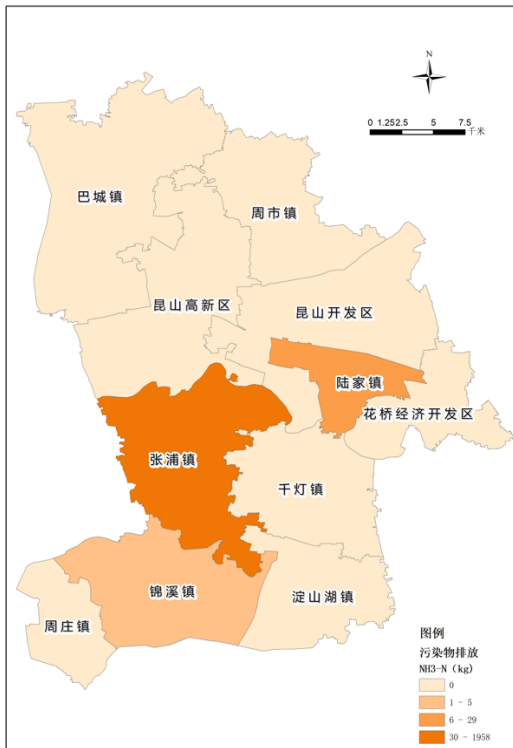 N
0 1.252.5 5 7.5
千米
巴城镇
周市镇
昆山高新区
昆山开发区
陆家镇
花桥经济开发区
张浦镇
千灯镇
锦溪镇
淀山湖镇
周庄镇
图例
污染物排放
NH3-N (kg)
0
1 - 5
6 - 29
30 - 1958